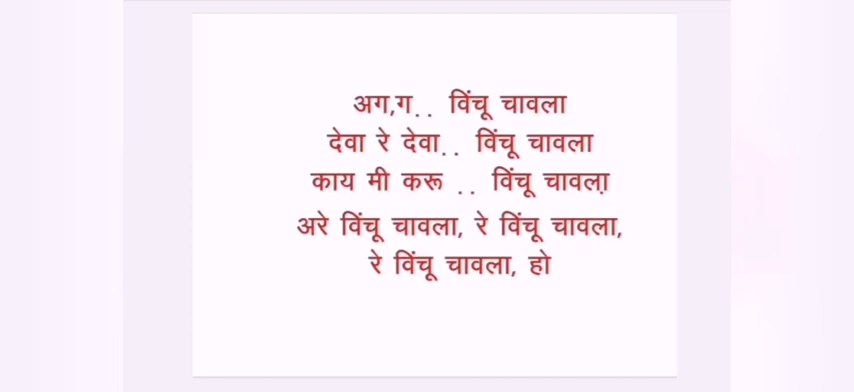 अग,ग.. विंचू चावला
देवा रे देवा.. विंचू चावला
काय मी करू .. विंचू चावला़
अरे विंचू चावला, रे विंचू चावला,
रे विंचू चावला, हो